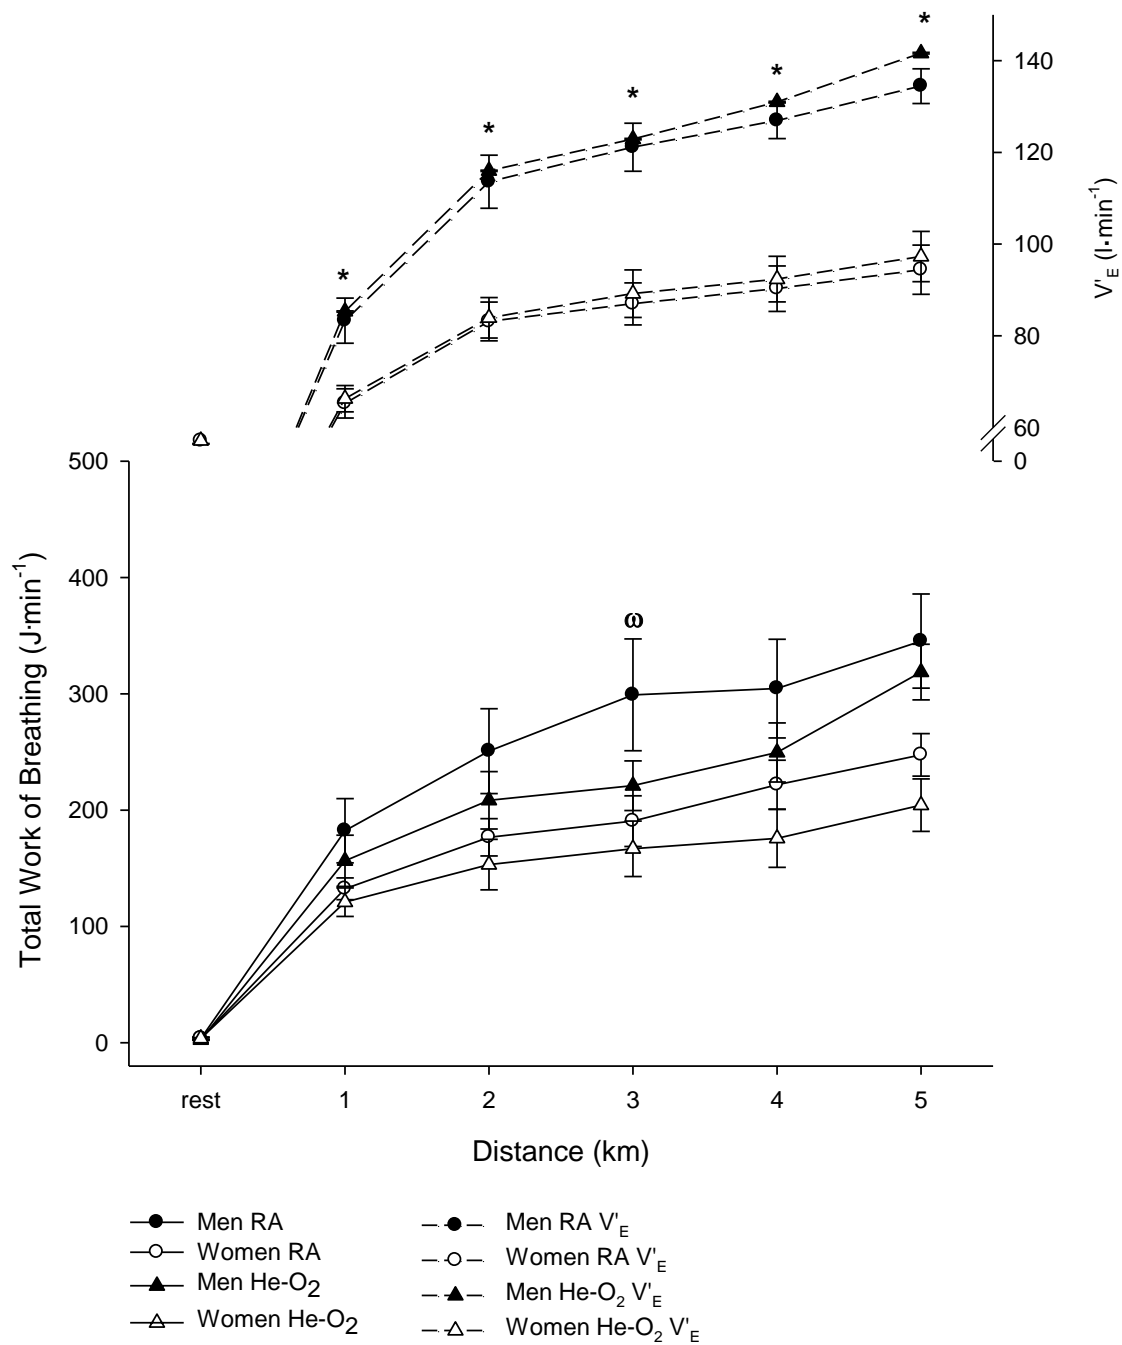 *
140
*
*
120
*
V'E (l·min-1)
100
*
80
60
0
500
Total Work of Breathing (J·min-1)
400
ω
300
200
100
0
rest 1 2 3 4 5
Distance (km)
Men RA
Women RA
Men He-O2
Women He-O2
Men RA V'E
Women RA V'E
Men He-O2 V'E
Women He-O2 V'E